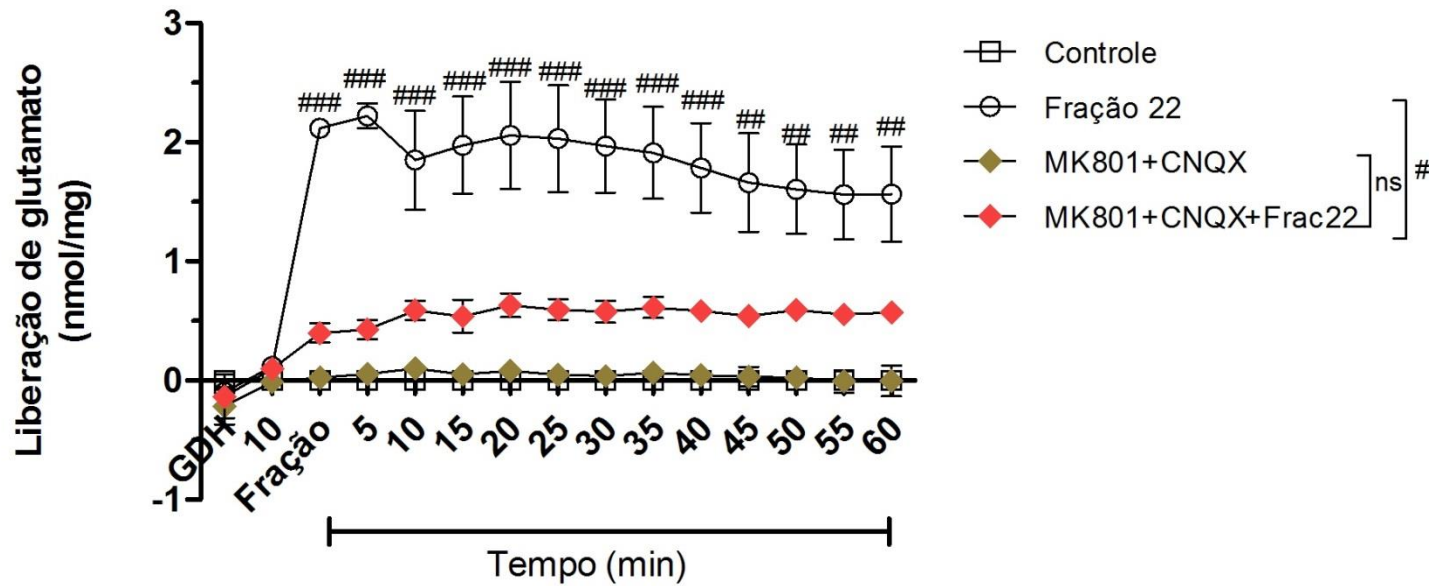 Liberação de glutamato
(nmol/mg)
3
2
1
0
-1
### ### ### ### ### ### ### ### ### ## ## ## ##
GDH 10 Fração 5 10 15 20 25 30 35 40 45 50 55 60
Tempo (min)
Controle
Fração 22
MK801+CNQX
MK801+CNQX+Frac22
ns
#